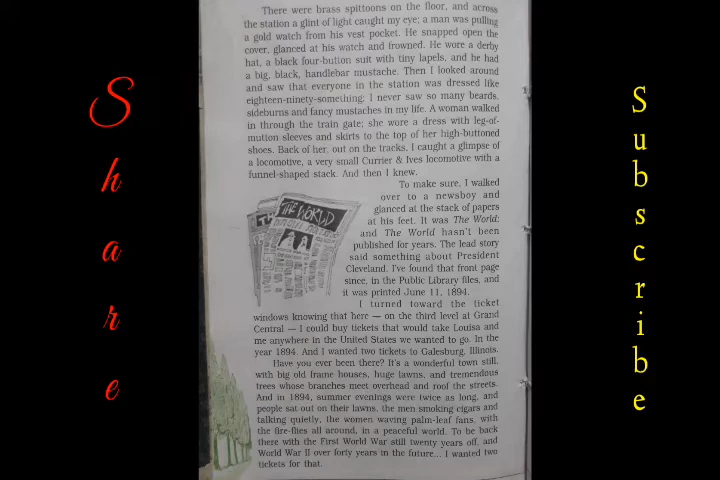 There were brass spittoons on the floor, and across
the station a glint of light caught my eye; a man was pulling
a gold watch from his vest pocket. He snapped open the
cover, glanced at his watch and frowned. He wore a derby
hat, a black four-button suit with tiny lapels, and he had
a big, black, handlebar mustache. Then I looked around
and saw that everyone in the station was dressed like
eighteen-ninety-something; I never saw so many beards,
sideburns and fancy mustaches in my life. A woman walked
in through the train gate; she wore a dress with leg-of-
mutton sleeves and skirts to the top of her high-buttoned
shoes. Back of her, out on the tracks, I caught a glimpse of
a locomotive, a very small Currier & Ives locomotive with a
funnel-shaped stack. And then I knew.
To make sure, I walked
over to a newsboy and
glanced at the stack of papers
at his feet. It was The World;
and The World hasn't been
published for years. The lead story
said something about President
Cleveland. I've found that front page
since, in the Public Library files, and
it was printed June 11, 1894.
THE WORLD
I turned toward the ticket
windows knowing that here — on the third level at Grand
Central — I could buy tickets that would take Louisa and
me anywhere in the United States we wanted to go. In the
year 1894. And I wanted two tickets to Galesburg, Illinois.
Have you ever been there? It's a wonderful town still,
with big old frame houses, huge lawns, and tremendous
trees whose branches meet overhead and roof the streets.
And in 1894, summer evenings were twice as long, and
people sat out on their lawns, the men smoking cigars and
talking quietly, the women waving palm-leaf fans, with
the fire-flies all around, in a peaceful world. To be back
there with the First World War still twenty years off, and
World War II over forty years in the future... I wanted two
tickets for that.
Share
Subscribe